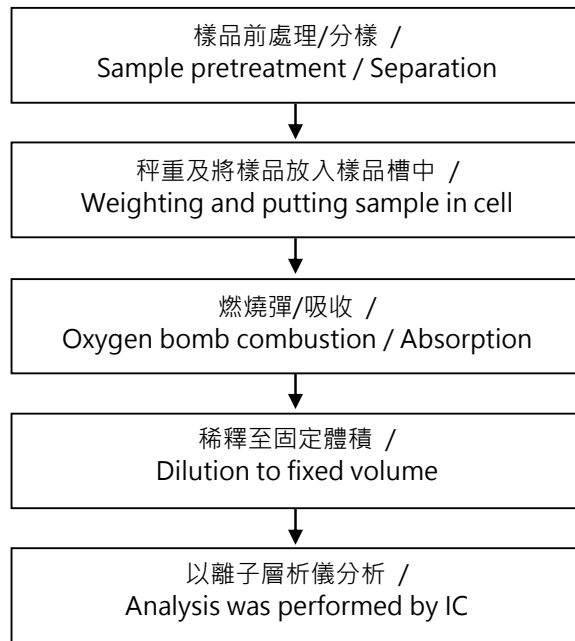 樣品前處理/分樣 /
Sample pretreatment / Separation
秤重及將樣品放入樣品槽中 /
Weighting and putting sample in cell
燃燒彈/吸收 /
Oxygen bomb combustion / Absorption
稀釋至固定體積 /
Dilution to fixed volume
以離子層析儀分析 /
Analysis was performed by IC